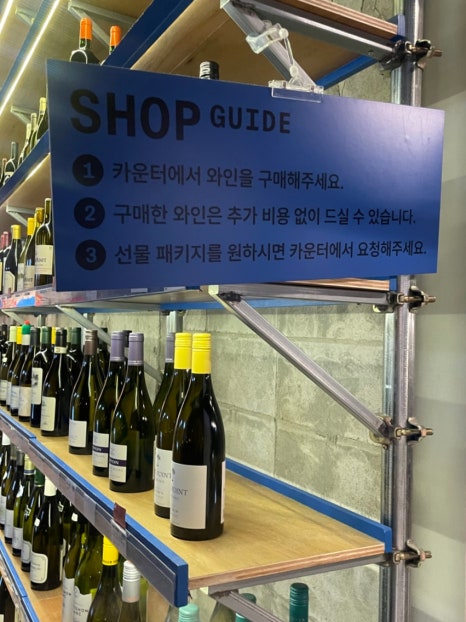 SHOP GUIDE
1 카운터에서 와인을 구매해주세요.
2 구매한 와인은 추가 비용 없이 드실 수 있습니다.
3 선물 패키지를 원하시면 카운터에서 요청해주세요.